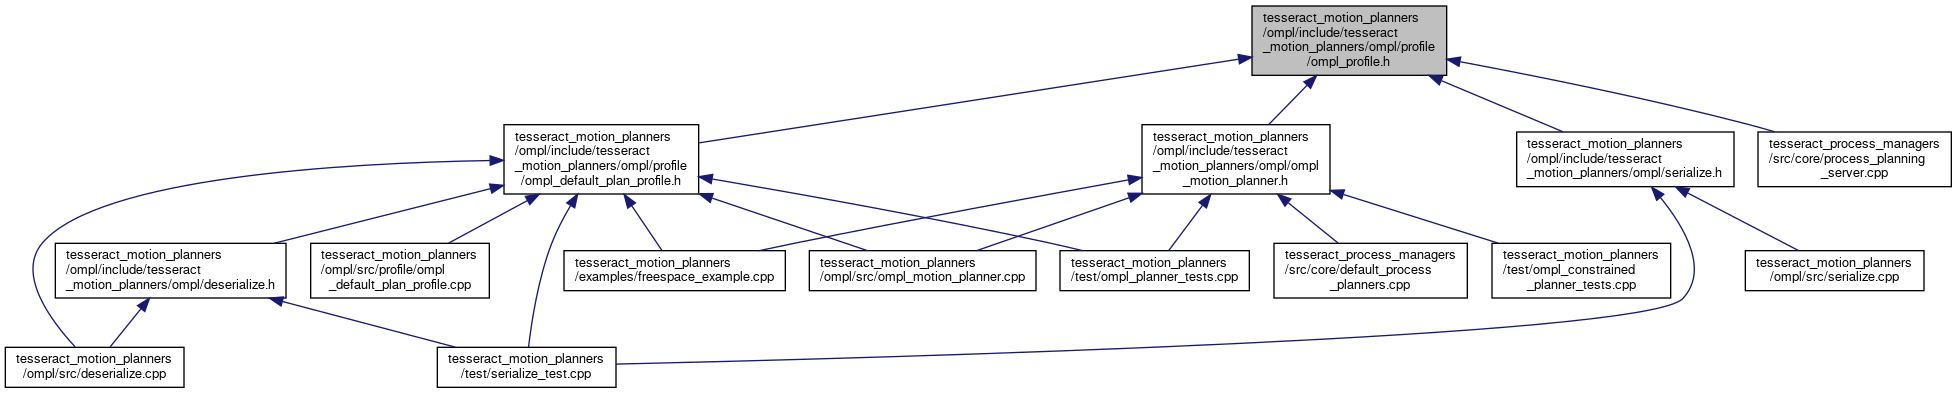 tesseract_motion_planners
/ompl/include/tesseract
_motion_planners/ompl/profile
/ompl_profile.h
tesseract_motion_planners
/ompl/include/tesseract
_motion_planners/ompl/profile
/ompl_default_plan_profile.h
tesseract_motion_planners
/ompl/include/tesseract
_motion_planners/ompl/ompl
_motion_planner.h
tesseract_motion_planners
/ompl/include/tesseract
_motion_planners/ompl/serialize.h
tesseract_process_managers
/src/core/process_planning
_server.cpp
tesseract_motion_planners
/ompl/include/tesseract
_motion_planners/ompl/deserialize.h
tesseract_motion_planners
/ompl/src/profile/ompl
_default_plan_profile.cpp
tesseract_motion_planners
/examples/freespace_example.cpp
tesseract_motion_planners
/ompl/src/ompl_motion_planner.cpp
tesseract_motion_planners
/test/ompl_planner_tests.cpp
tesseract_process_managers
/src/core/default_process
_planners.cpp
tesseract_motion_planners
/test/ompl_constrained
_planner_tests.cpp
tesseract_motion_planners
/ompl/src/serialize.cpp
tesseract_motion_planners
/ompl/src/deserialize.cpp
tesseract_motion_planners
/test/serialize_test.cpp